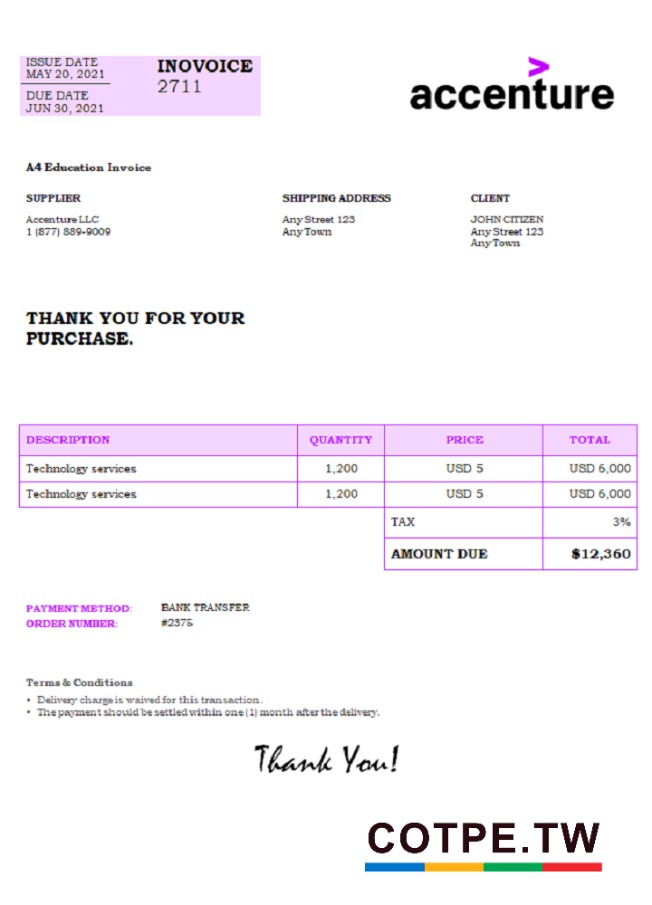 ISSUE DATE
MAY 20, 2021
DUE DATE
JUN 30, 2021
INOVOICE
2711
accenture
A4 Education Invoice
SUPPLIER
Accenture LLC
1 (877) 889-9009
SHIPPING ADDRESS
Any Street 123
Any Town
CLIENT
JOHN CITIZEN
Any Street 123
Any Town
THANK YOU FOR YOUR
PURCHASE.
DESCRIPTION QUANTITY PRICE TOTAL
Technology services 1,200 USD 5 USD 6,000
Technology services 1,200 USD 5 USD 6,000
TAX 3%
AMOUNT DUE $12,360
PAYMENT METHOD: BANK TRANSFER
ORDER NUMBER: #2375
Terms & Conditions
• Delivery charge is waived for this transaction.
• The payment should be settled within one (1) month after the delivery.
Thank You!
COTPE.TW